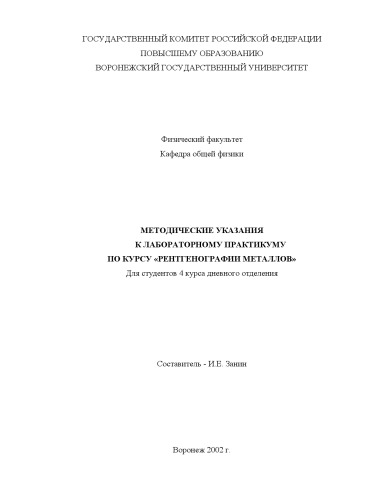 ГОСУДАРСТВЕННЫЙ КОМИТЕТ РОССИЙСКОЙ ФЕДЕРАЦИИ
ПОВЫСШЕМУ ОБРАЗОВАНИЮ
ВОРОНЕЖСКИЙ ГОСУДАРСТВЕННЫЙ УНИВЕРСИТЕТ
Физический факультет
Кафедра общей физики
МЕТОДИЧЕСКИЕ УКАЗАНИЯ
К ЛАБОРАТОРНОМУ ПРАКТИКУМУ
ПО КУРСУ «РЕНТГЕНОГРАФИИ МЕТАЛЛОВ»
Для студентов 4 курса дневного отделения
Составитель - И.Е. Занин
Воронеж 2002 г.